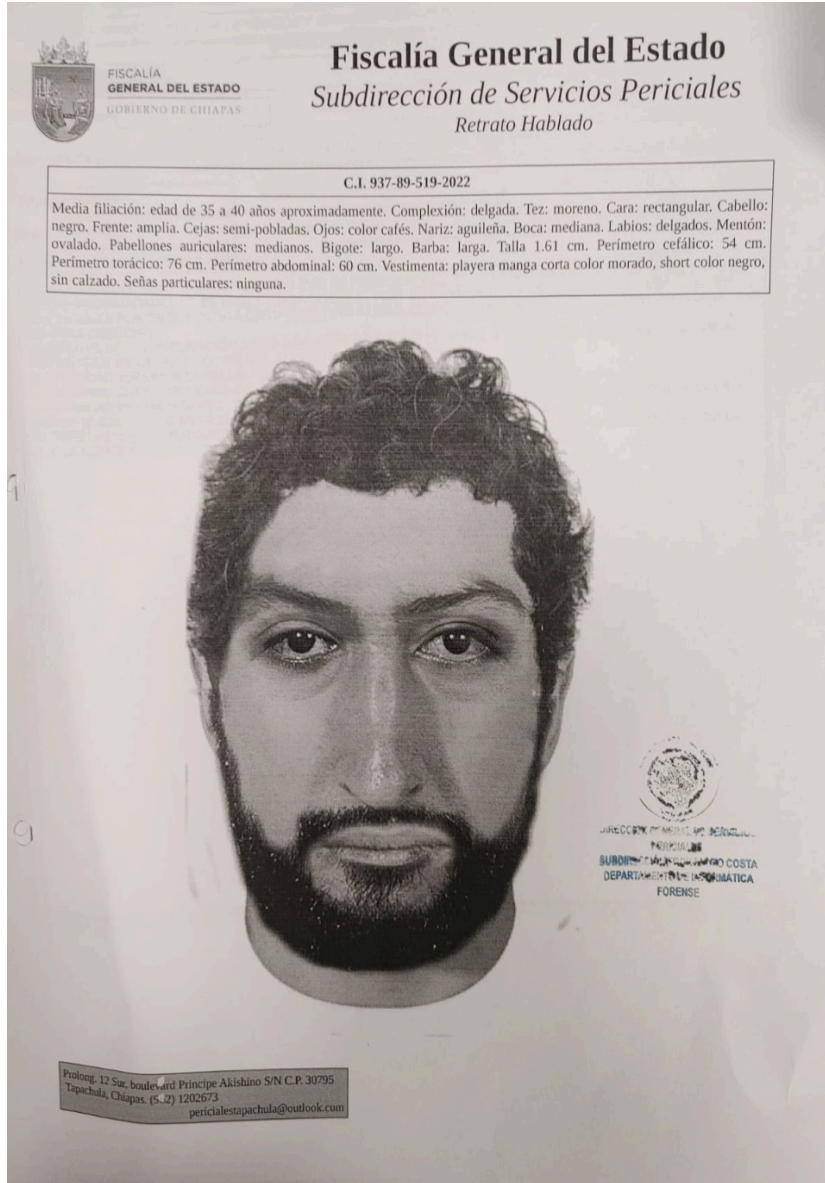 FISCALÍA
GENERAL DEL ESTADO
GOBIERNO DE CHIAPAS
Fiscalía General del Estado
Subdirección de Servicios Periciales
Retrato Hablado
C.I. 937-89-519-2022
Media filiación: edad de 35 a 40 años aproximadamente. Complexión: delgada. Tez: moreno. Cara: rectangular. Cabello:
negro. Frente: amplia. Cejas: semi-pobladas. Ojos: color cafés. Nariz: aguileña. Boca: mediana. Labios: delgados. Mentón:
ovalado. Pabellones auriculares: medianos. Bigote: largo. Barba: larga. Talla 1.61 cm. Perímetro cefálico: 54 cm.
Perímetro torácico: 76 cm. Perímetro abdominal: 60 cm. Vestimenta: playera manga corta color morado, short color negro,
sin calzado. Señas particulares: ninguna.
PERICIALES
COSTA
DEPARTAMENTO DE INFORMÁTICA
FORENSE
Prolong. 12 Sur, boulevard Principe Akishino S/N C.P. 30795
Tapachula, Chiapas. 1202673
pericialestapachula@outlook.com